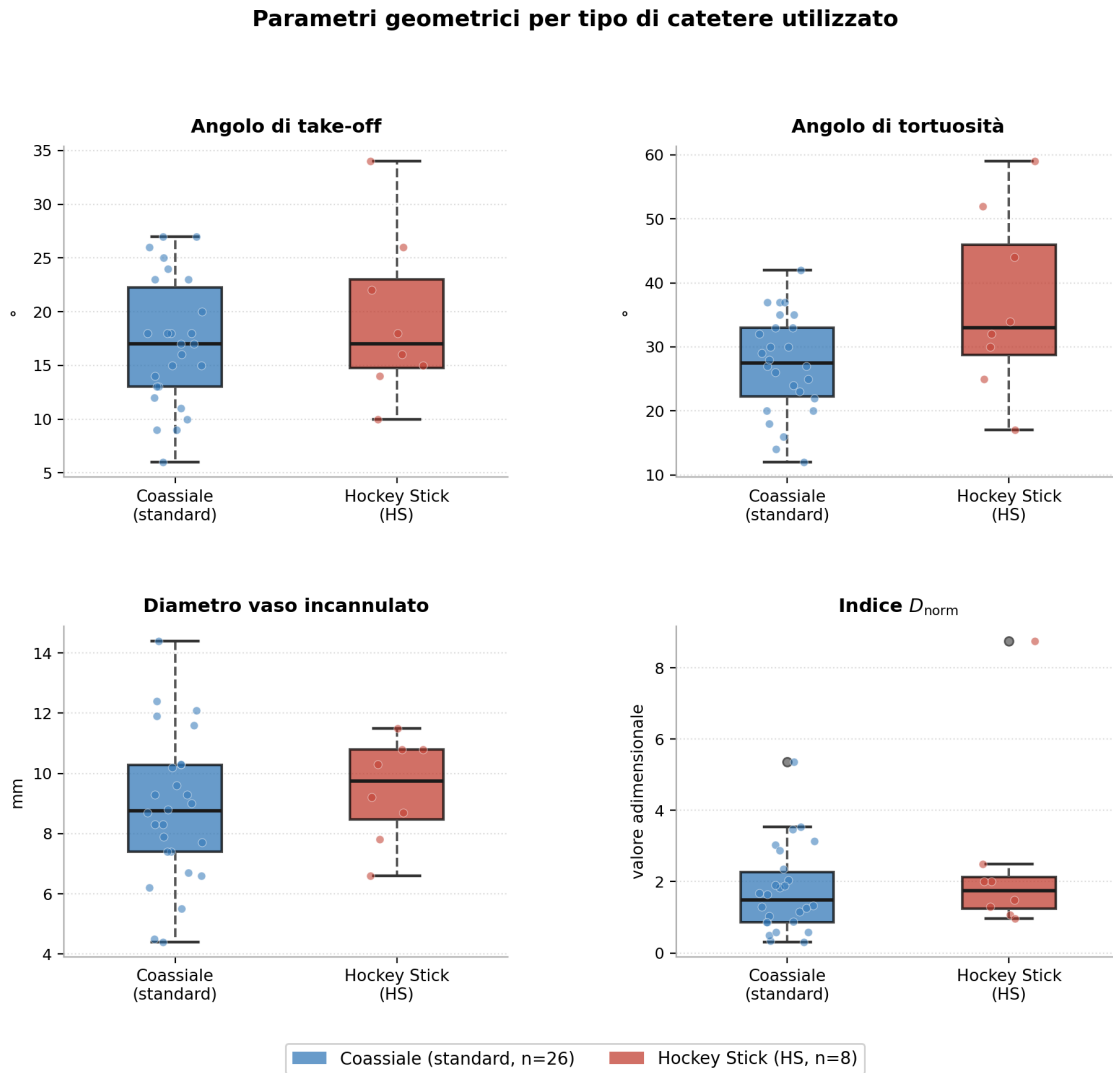 Parametri geometrici per tipo di catetere utilizzato
Angolo di take-off
35
30
25
20
15
10
5
°
Coassiale
(standard)
Hockey Stick
(HS)
Angolo di tortuosità
60
50
40
30
20
10
°
Coassiale
(standard)
Hockey Stick
(HS)
Diametro vaso incannulato
14
12
10
8
6
4
mm
Coassiale
(standard)
Hockey Stick
(HS)
Indice D_norm
8
6
4
2
0
valore adimensionale
Coassiale
(standard)
Hockey Stick
(HS)
Coassiale (standard, n=26)
Hockey Stick (HS, n=8)